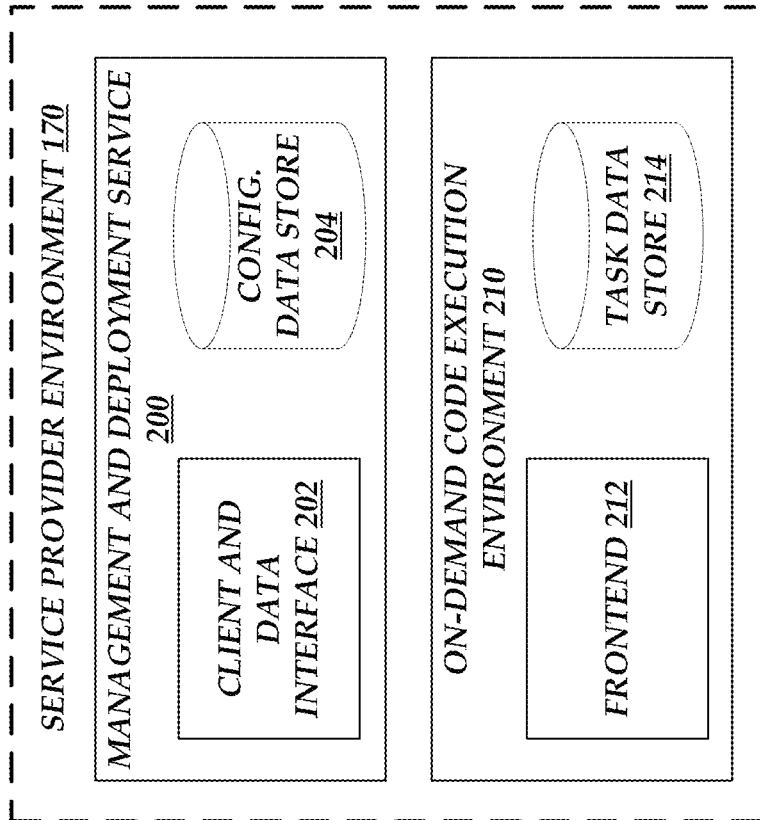 SERVICE PROVIDER ENVIRONMENT 170
MANAGEMENT AND DEPLOYMENT SERVICE
200
CLIENT AND
DATA
INTERFACE 202
CONFIG.
DATA STORE
204
ON-DEMAND CODE EXECUTION
ENVIRONMENT 210
FRONTEND 212
TASK DATA
STORE 214